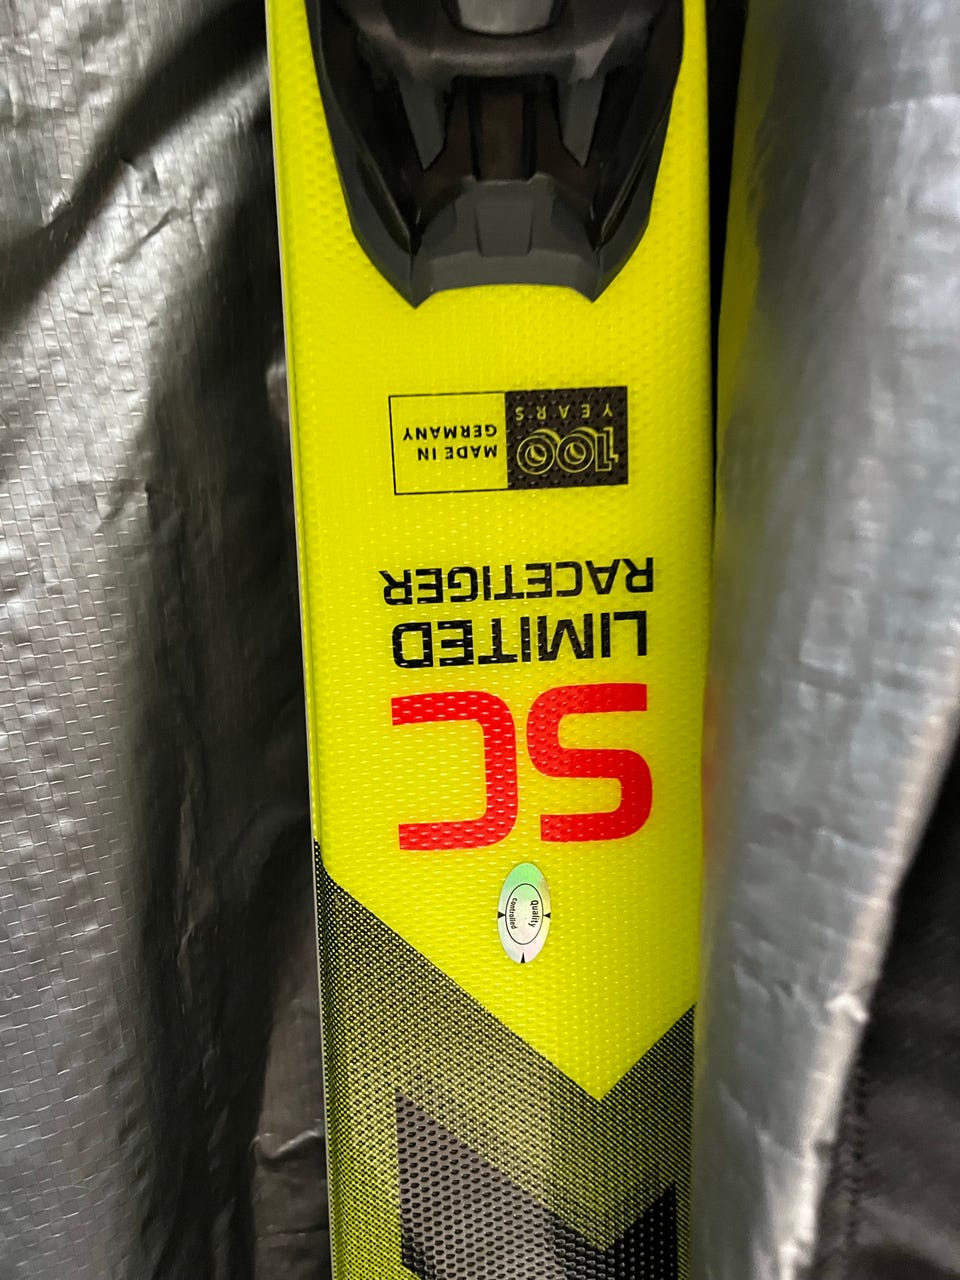 SC
LIMITED
RACETIGER
100
YEARS
MADE IN
GERMANY
Quality
controlled